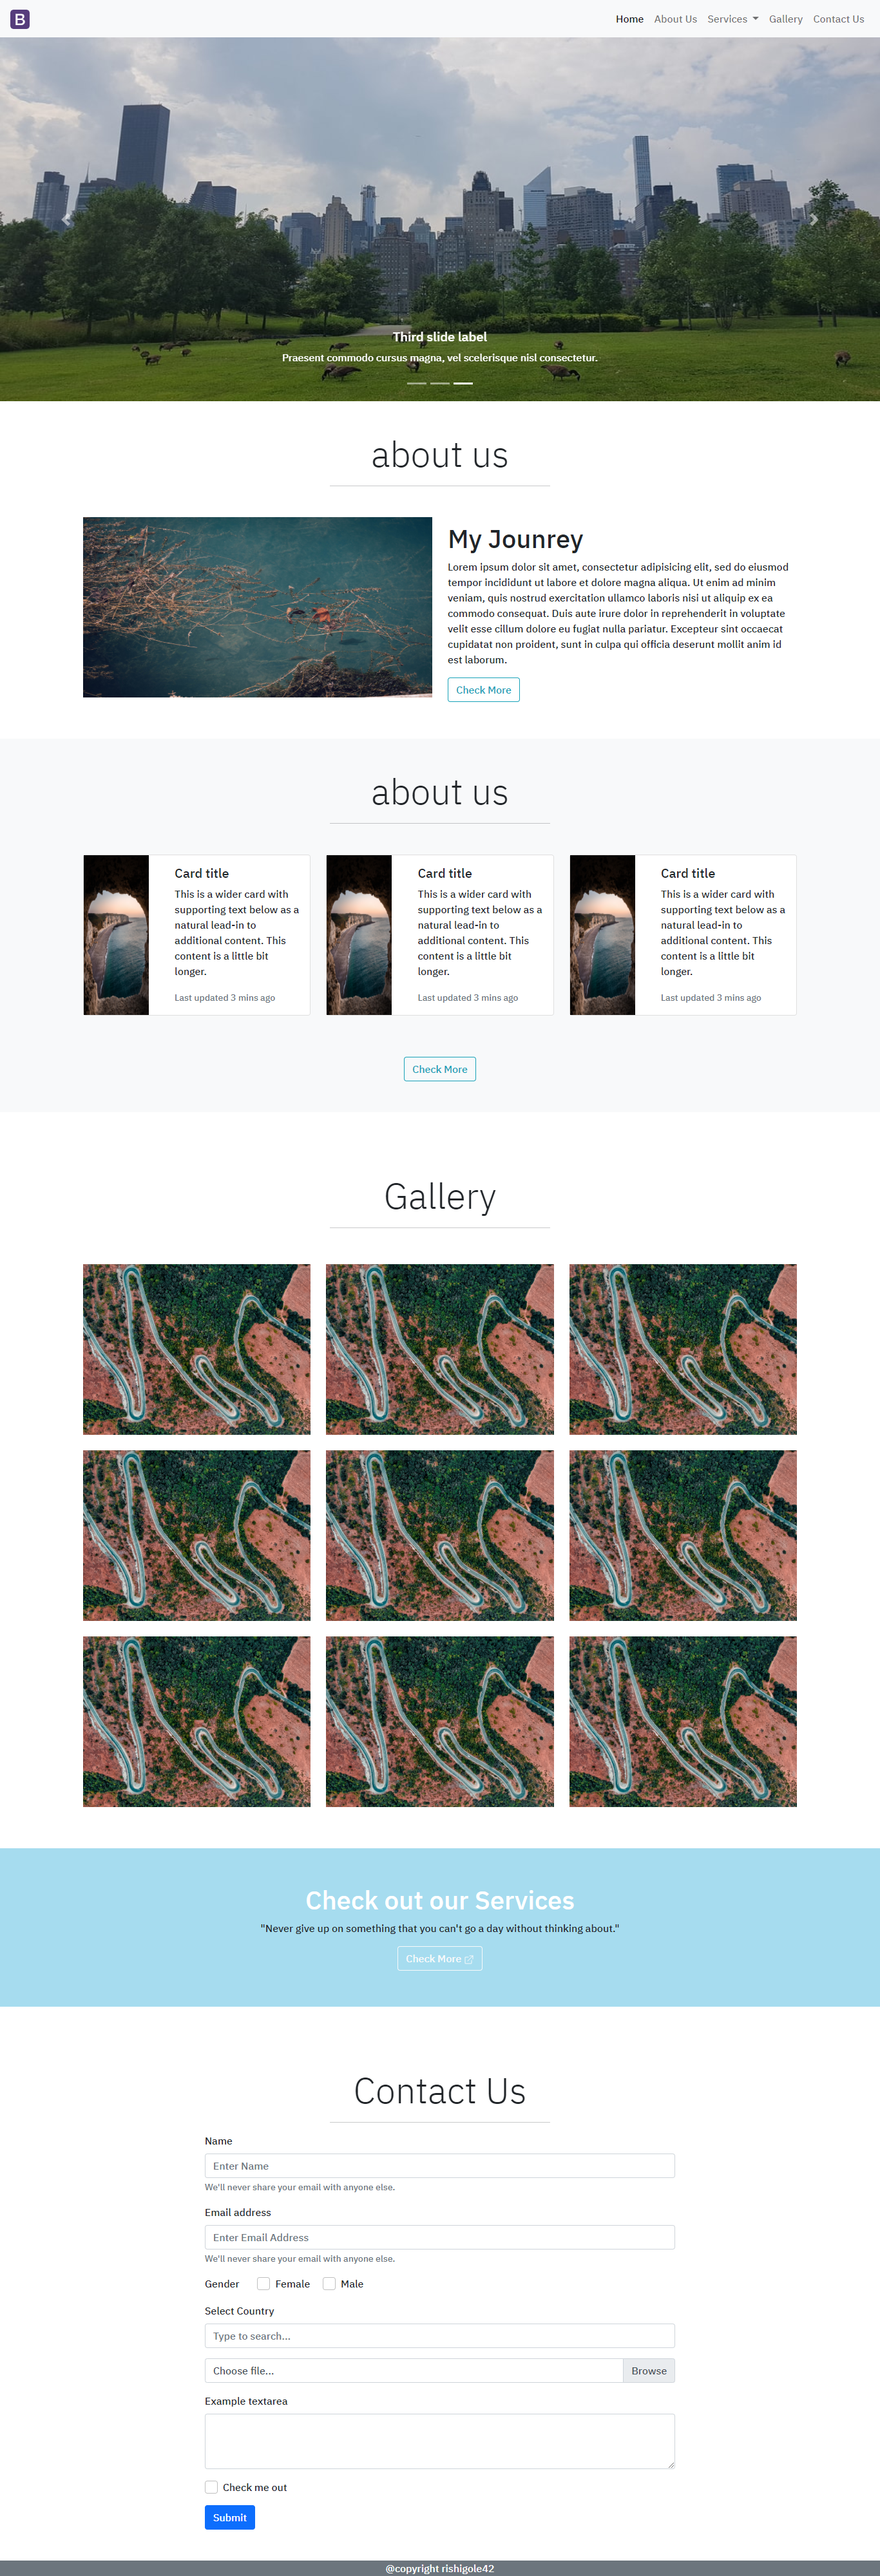 B
Home About Us Services Gallery Contact Us
Third slide label
Praesent commodo cursus magna, vel scelerisque nisl consectetur.
about us
My Jounrey
Lorem ipsum dolor sit amet, consectetur adipisicing elit, sed do eiusmod
tempor incididunt ut labore et dolore magna aliqua. Ut enim ad minim
veniam, quis nostrud exercitation ullamco laboris nisi ut aliquip ex ea
commodo consequat. Duis aute irure dolor in reprehenderit in voluptate
velit esse cillum dolore eu fugiat nulla pariatur. Excepteur sint occaecat
cupidatat non proident, sunt in culpa qui officia deserunt mollit anim id
est laborum.
Check More
about us
Card title
This is a wider card with
supporting text below as a
natural lead-in to
additional content. This
content is a little bit
longer.
Last updated 3 mins ago
Card title
This is a wider card with
supporting text below as a
natural lead-in to
additional content. This
content is a little bit
longer.
Last updated 3 mins ago
Card title
This is a wider card with
supporting text below as a
natural lead-in to
additional content. This
content is a little bit
longer.
Last updated 3 mins ago
Check More
Gallery
Check out our Services
"Never give up on something that you can't go a day without thinking about."
Check More
Contact Us
Name
Enter Name
We'll never share your email with anyone else.
Email address
Enter Email Address
We'll never share your email with anyone else.
Gender Female Male
Select Country
Type to search...
Choose file... Browse
Example textarea
Check me out
Submit
@copyright rishigole42